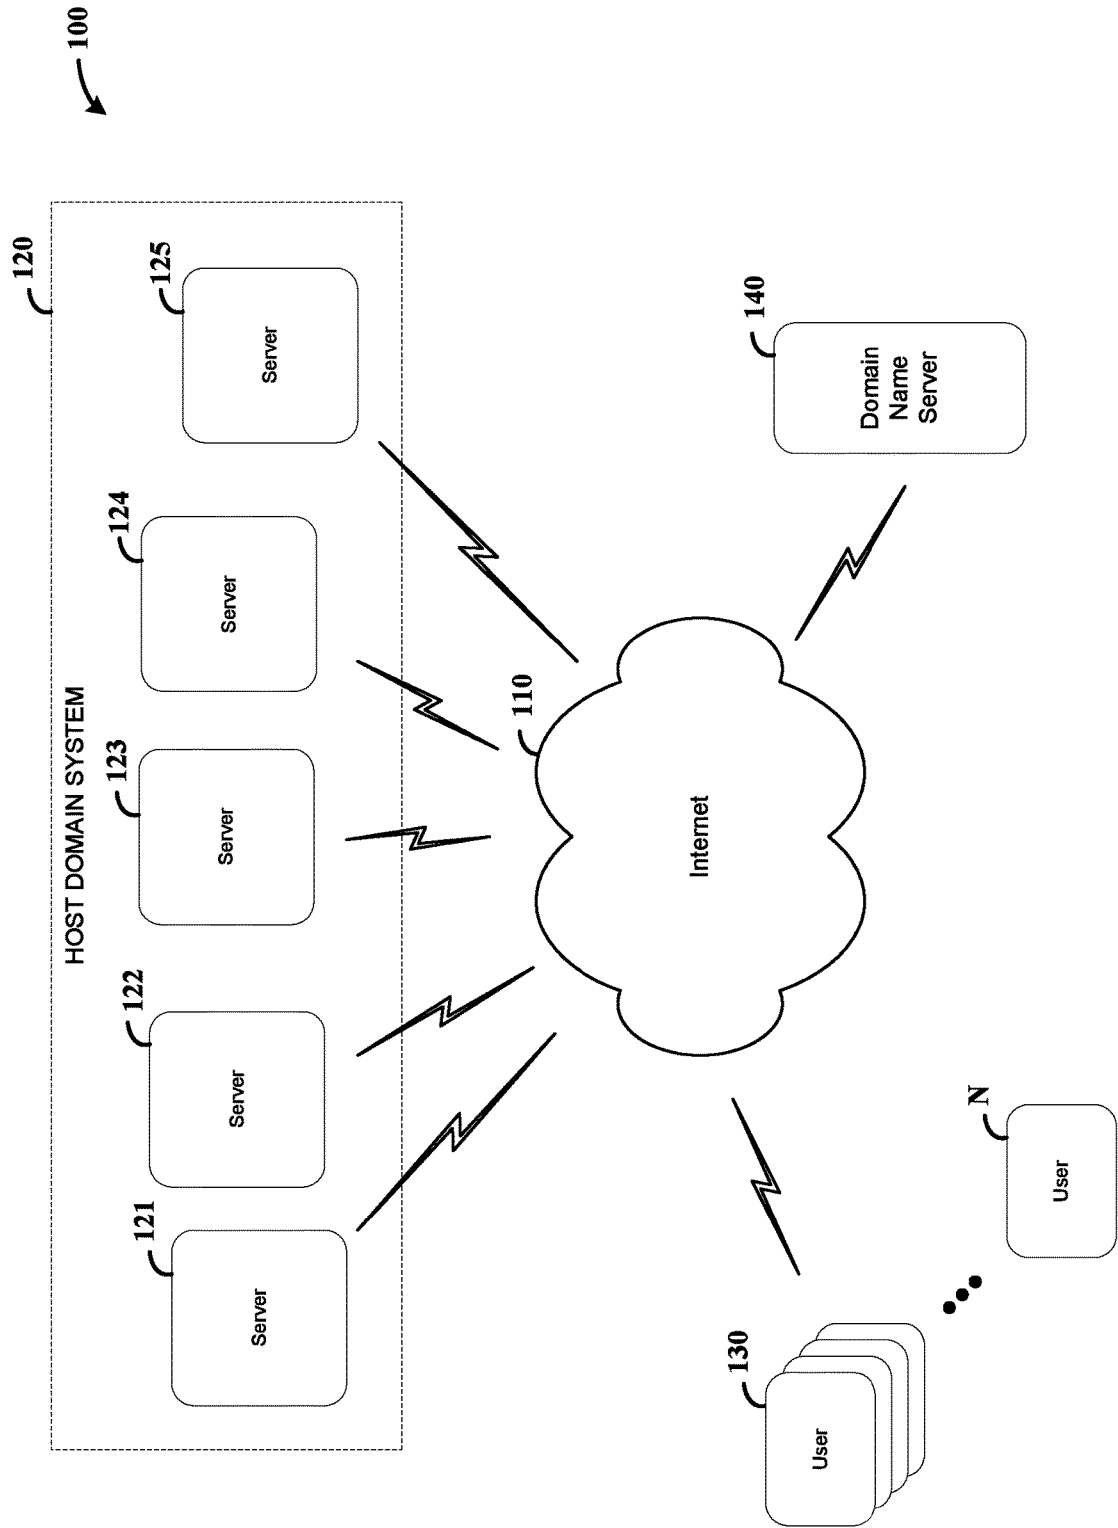 100
120
HOST DOMAIN SYSTEM
121
Server
122
Server
123
Server
124
Server
125
Server
110
Internet
130
User
N
User
140
Domain
Name
Server